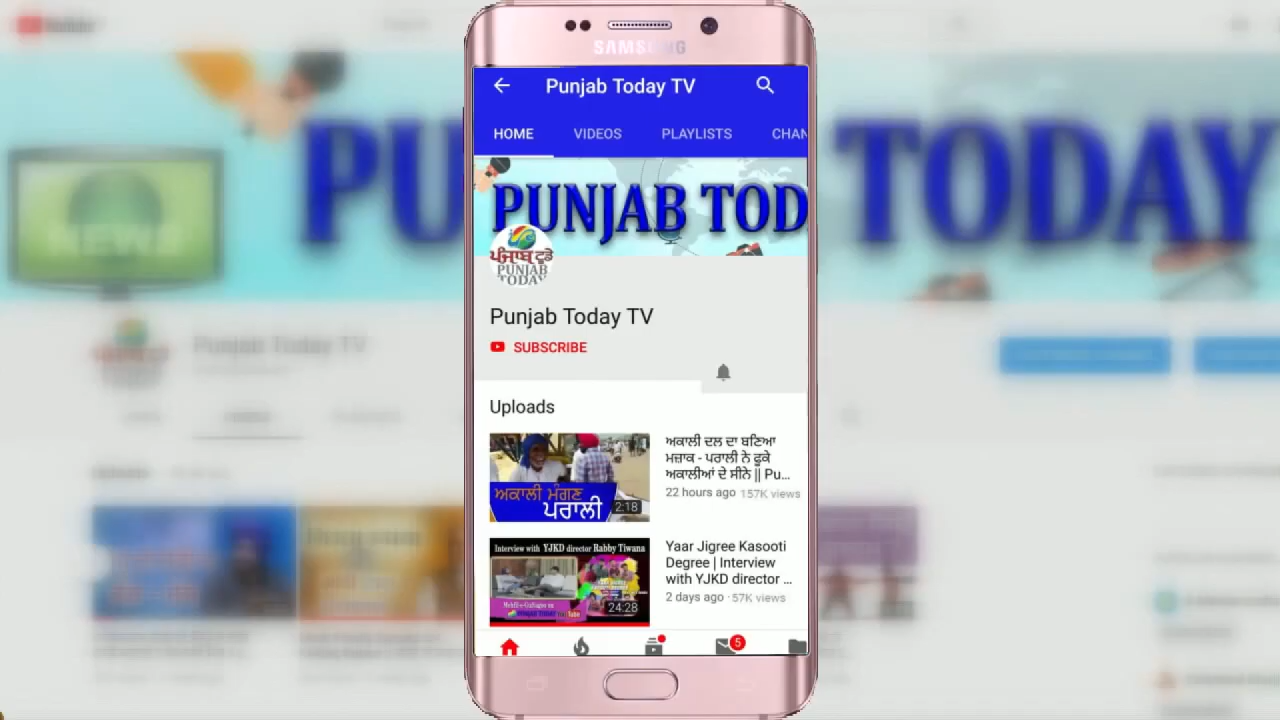 SAMSUNG
Punjab Today TV
HOME VIDEOS PLAYLISTS CHAN
PUNJAB TOD
ਪੰਜਾਬ ਟੂਡੇ
PUNJAB
TODAY
Punjab Today TV
SUBSCRIBE
Uploads
ਅਕਾਲੀ ਮੰਗਣ
ਪਰਾਲੀ
2:18
ਅਕਾਲੀ ਦਲ ਦਾ ਬਣਿਆ
ਮਜ਼ਾਕ - ਪਰਾਲੀ ਨੇ ਫੂਕੇ
ਅਕਾਲੀਆਂ ਦੇ ਸੀਨੇ || Pu...
22 hours ago 157K views
Interview with YJKD director Rabby Tiwana
24:28
Yaar Jigree Kasooti
Degree | Interview
with YJKD director ...
2 days ago · 57K views
5
PU
TODAY
NEWS
Punjab Today TV